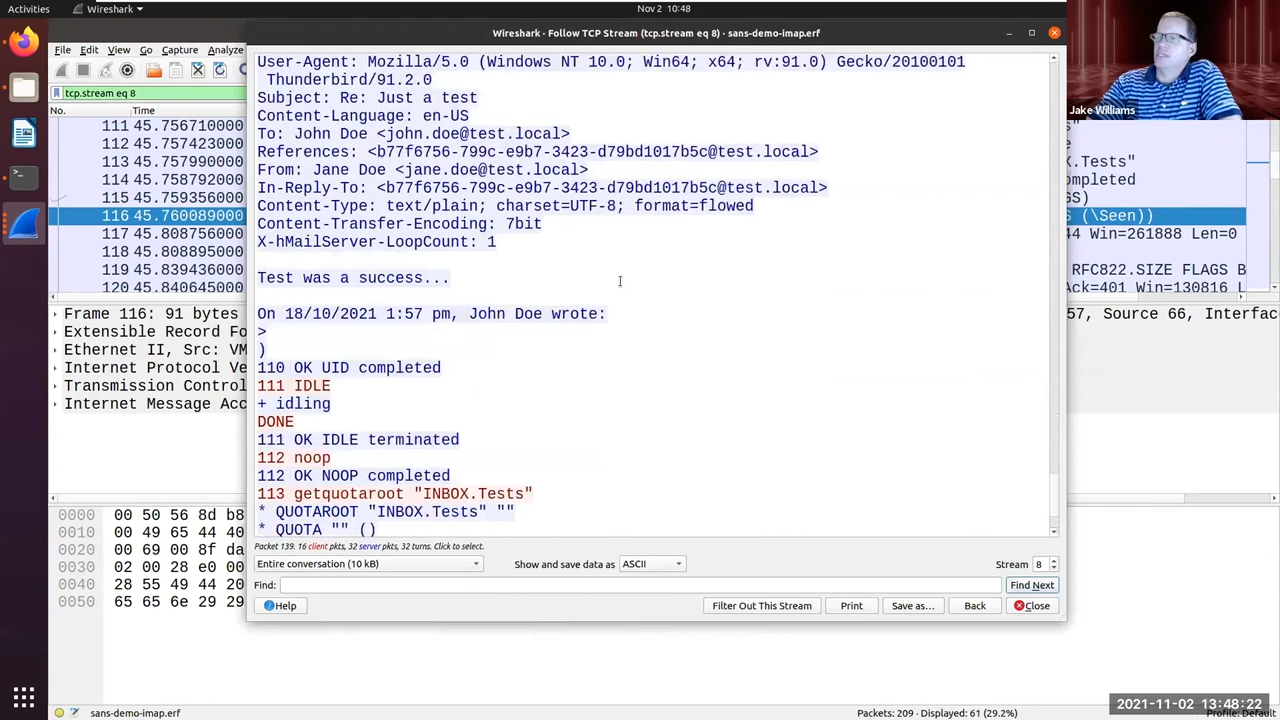 Activities
Wireshark
Nov 2 10:48
Wireshark · Follow TCP Stream (tcp.stream eq 8) · sans-demo-imap.erf
File Edit View Go Capture Analyze
tcp.stream eq 8
No. Time
111 45.756710000
112 45.757423000
113 45.757990000
114 45.758792000
115 45.759356000
116 45.760089000
117 45.808756000
118 45.808895000
119 45.839436000
120 45.840645000
User-Agent: Mozilla/5.0 (Windows NT 10.0; Win64; x64; rv:91.0) Gecko/20100101
Thunderbird/91.2.0
Subject: Re: Just a test
Content-Language: en-US
To: John Doe <john.doe@test.local>
References: <b77f6756-799c-e9b7-3423-d79bd1017b5c@test.local>
From: Jane Doe <jane.doe@test.local>
In-Reply-To: <b77f6756-799c-e9b7-3423-d79bd1017b5c@test.local>
Content-Type: text/plain; charset=UTF-8; format=flowed
Content-Transfer-Encoding: 7bit
X-hMailServer-LoopCount: 1
Test was a success...
On 18/10/2021 1:57 pm, John Doe wrote:
>
)
110 OK UID completed
111 IDLE
+ idling
DONE
111 OK IDLE terminated
112 noop
112 OK NOOP completed
113 getquotaroot "INBOX.Tests"
* QUOTAROOT "INBOX.Tests" ""
* QUOTA "" ()
Packet 139. 16 client pkts, 32 server pkts, 32 turns. Click to select.
Entire conversation (10 kB)
Show and save data as ASCII
Stream 8
Find:
Find Next
Help
Filter Out This Stream
Print
Save as…
Back
Close
Jake Williams
X.Tests"
ompleted
S)
S (\Seen))
44 Win=261888 Len=0
RFC822.SIZE FLAGS B
Ack=401 Win=130816 L
Frame 116: 91 bytes
57, Source 66, Interfac
Extensible Record Fo
Ethernet II, Src: VM
Internet Protocol Ve
Transmission Control
Internet Message Acc
0000 00 50 56 8d b8
0010 00 49 65 44 40
0020 00 69 00 8f da
0030 02 00 28 e0 00
0040 28 55 49 44 20
0050 65 65 6e 29 29
2021-11-02 13:48:22
sans-demo-imap.erf
Packets: 209 · Displayed: 61 (29.2%)
Profile: Default